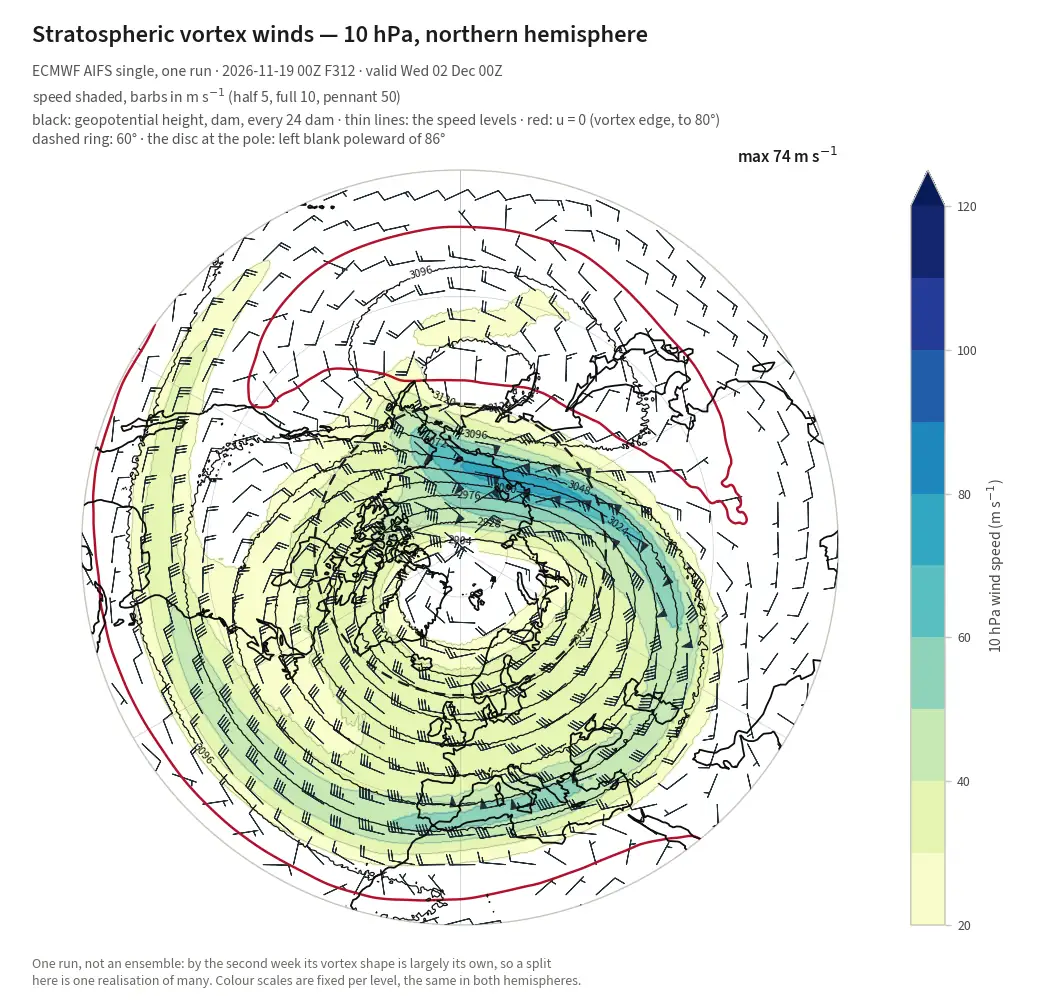 Stratospheric vortex winds — 10 hPa, northern hemisphere
ECMWF AIFS single, one run · 2026-11-19 00Z F312 · valid Wed 02 Dec 00Z
speed shaded, barbs in m s⁻¹ (half 5, full 10, pennant 50)
black: geopotential height, dam, every 24 dam · thin lines: the speed levels · red: u = 0 (vortex edge, to 80°)
dashed ring: 60° · the disc at the pole: left blank poleward of 86°
max 74 m s⁻¹
120
100
80
60
40
20
10 hPa wind speed (m s⁻¹)
3096
3096
3048
2976
3024
2904
3096
One run, not an ensemble: by the second week its vortex shape is largely its own, so a split
here is one realisation of many. Colour scales are fixed per level, the same in both hemispheres.